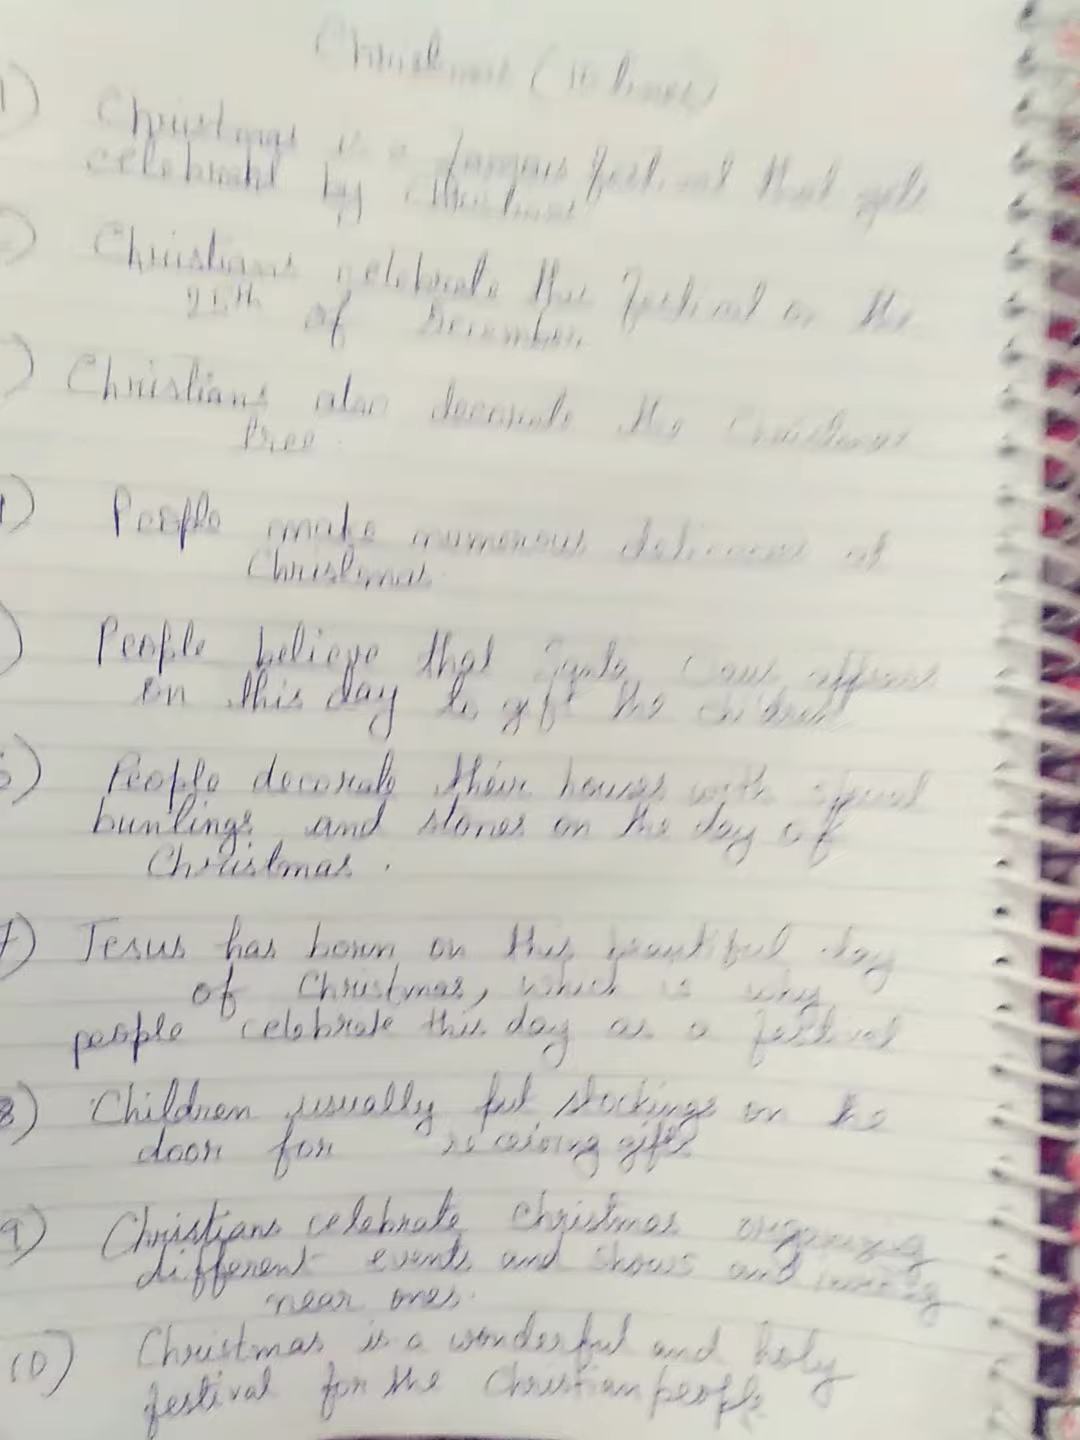 Christmas (10 lines)
1) Christmas is a famous festival that gets
celebrated by Christians
2) Christians celebrate this festival on the
25th of December
) Christians also decorate the Christmas
tree.
4) People make numerous delicacies at
Christmas.
) People believe that Santa Claus appears
on this day to gift the children
6) People decorate their houses with special
buntings and stones on the day of
Christmas.
7) Jesus has born on this beautiful day
of Christmas, which is why
people celebrate this day as a festival
8) Children usually put stockings on the
door for receiving gifts
9) Christians celebrate Christmas organizing
different events and shows and inviting
near ones.
10) Christmas is a wonderful and holy
festival for the Christian people